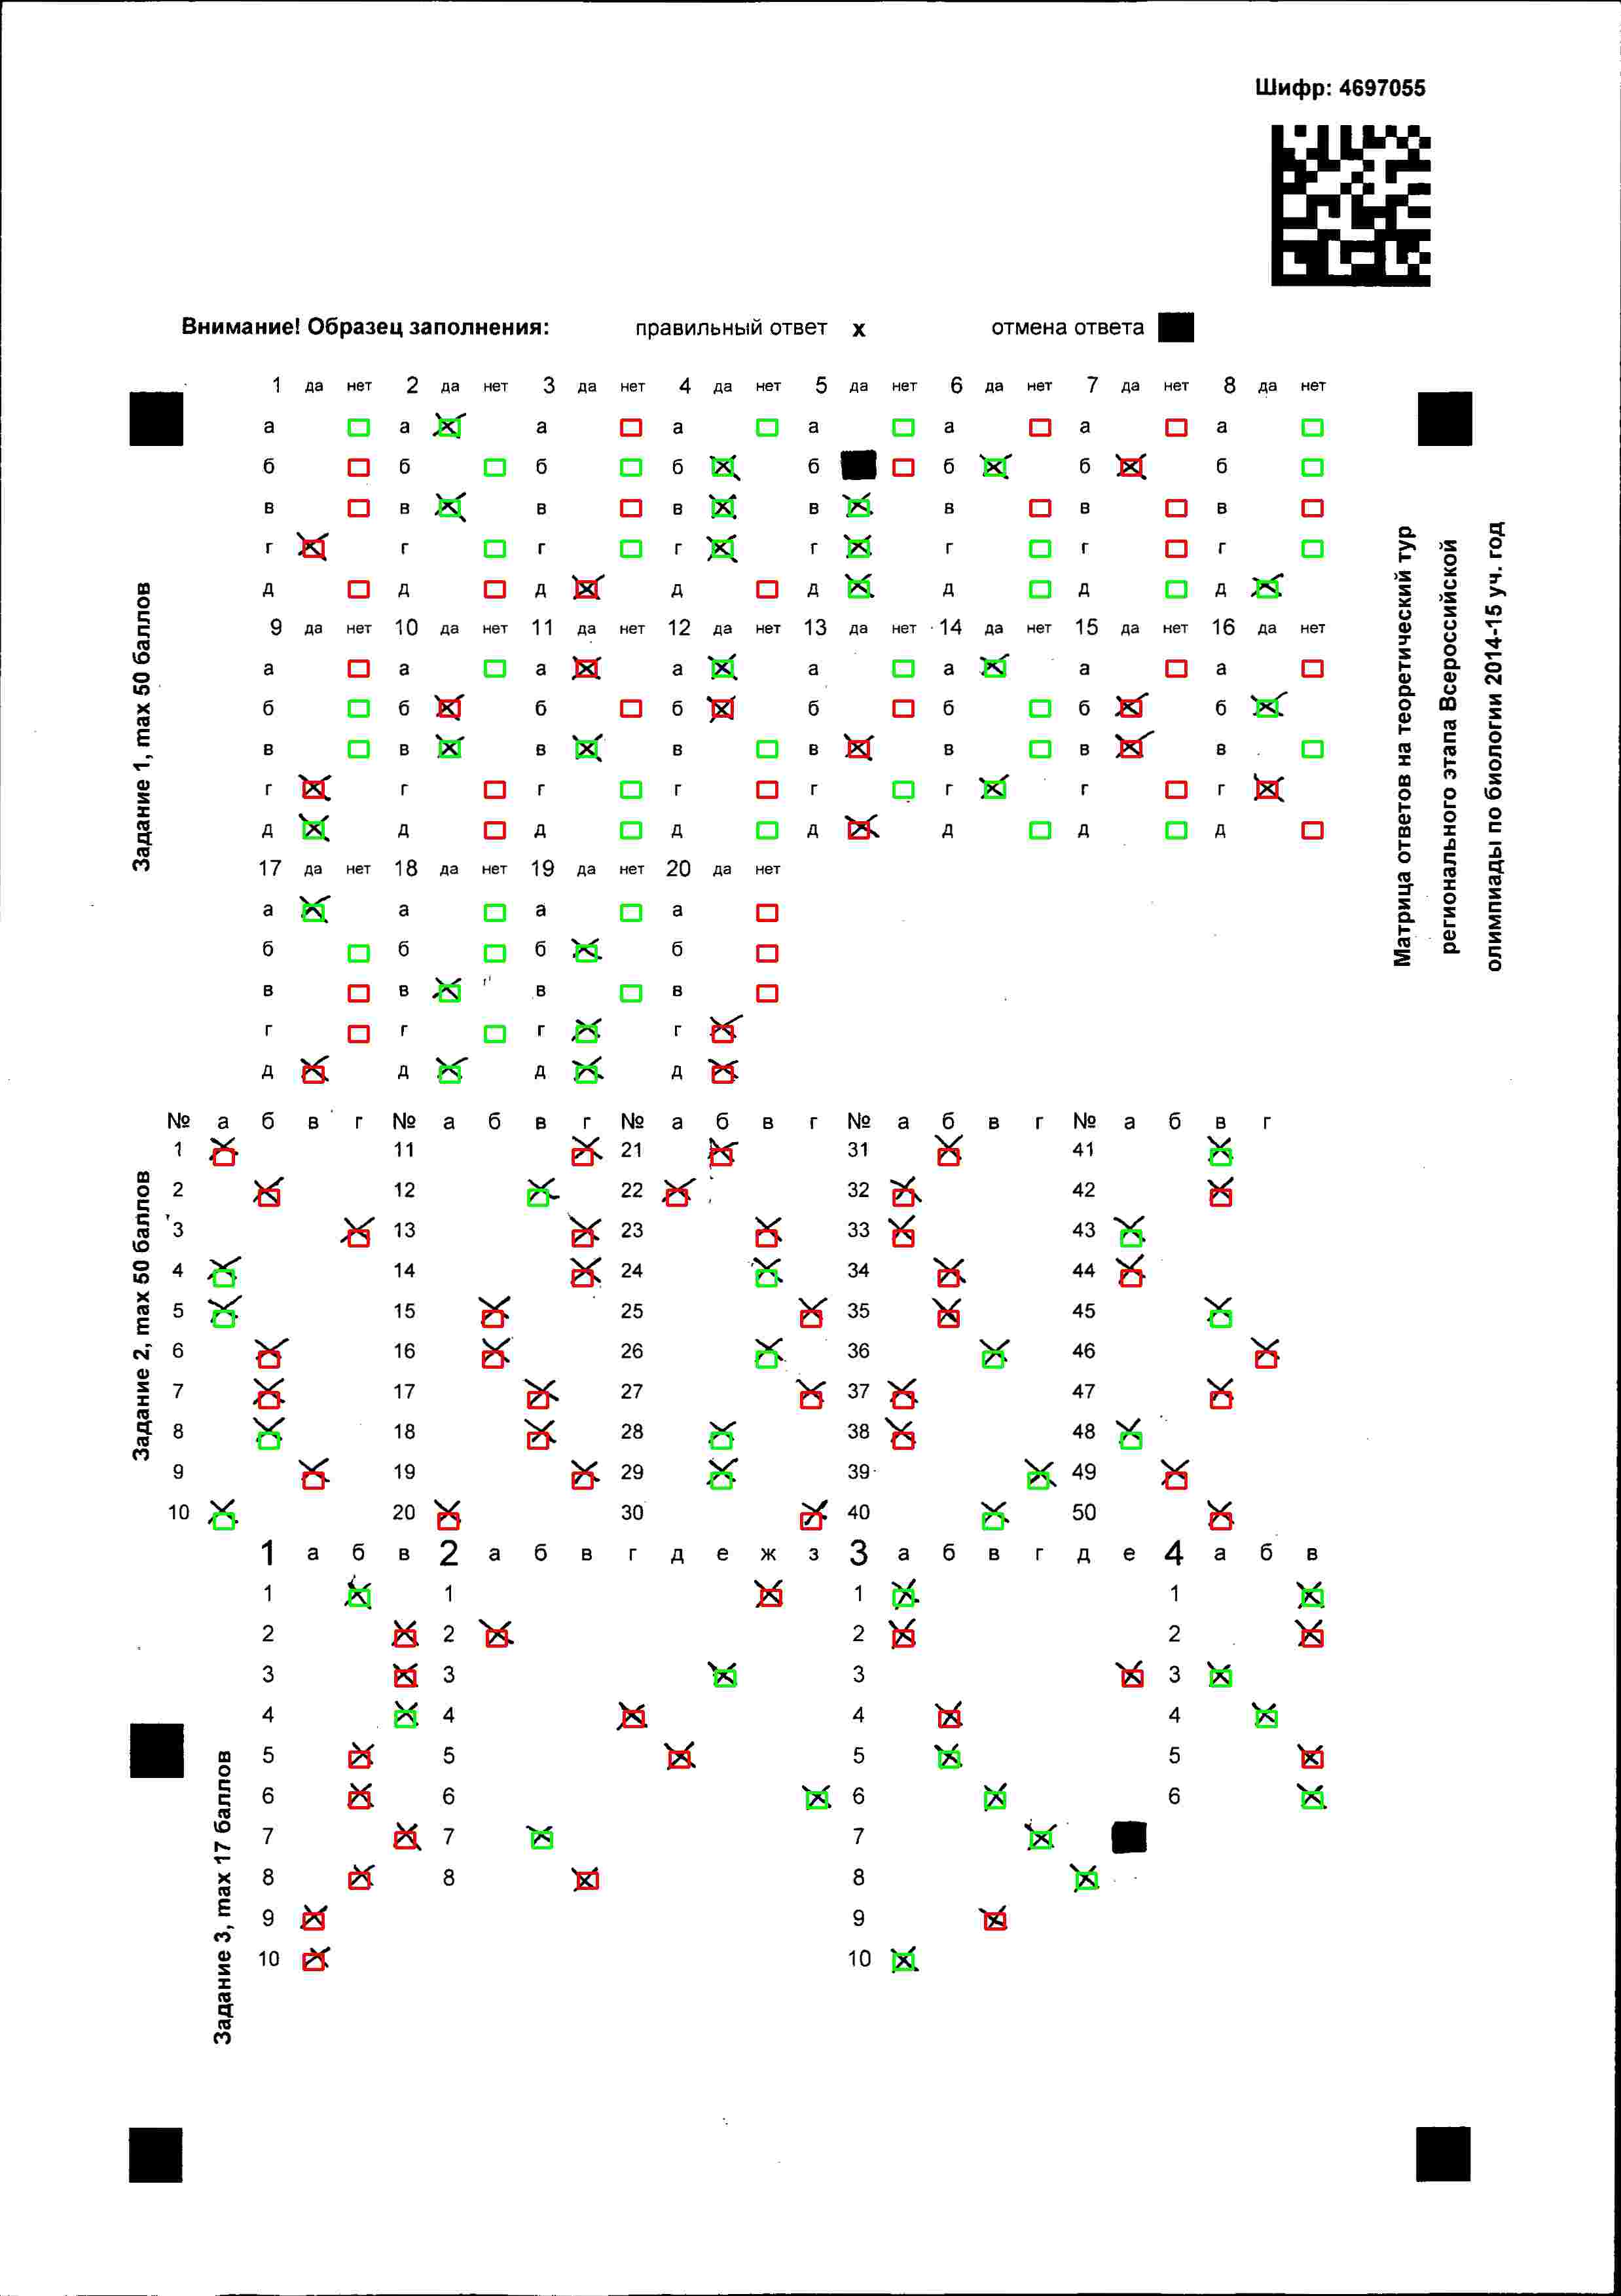 Шифр: 4697055
Внимание! Образец заполнения: правильный ответ x отмена ответа
Матрица ответов на теоретический тур
регионального этапа Всероссийской
олимпиады по биологии 2014-15 уч. год
Задание 1, max 50 баллов
1 да нет 2 да нет 3 да нет 4 да нет 5 да нет 6 да нет 7 да нет 8 да нет
а а а а а а а а
б б б б б б б б
в в в в в в в в
г г г г г г г г
д д д д д д д д
9 да нет 10 да нет 11 да нет 12 да нет 13 да нет 14 да нет 15 да нет 16 да нет
а а а а а а а а
б б б б б б б б
в в в в в в в в
г г г г г г г г
д д д д д д д д
17 да нет 18 да нет 19 да нет 20 да нет
а а а а
б б б б
в в в в
г г г г
д д д д
Задание 2, max 50 баллов
№ а б в г № а б в г № а б в г № а б в г № а б в г
1 11 21 31 41
2 12 22 32 42
3 13 23 33 43
4 14 24 34 44
5 15 25 35 45
6 16 26 36 46
7 17 27 37 47
8 18 28 38 48
9 19 29 39 49
10 20 30 40 50
Задание 3, max 17 баллов
1 а б в 2 а б в г д е ж з 3 а б в г д е 4 а б в
1 1 1 1
2 2 2 2
3 3 3 3
4 4 4 4
5 5 5 5
6 6 6 6
7 7 7
8 8 8
9 9
10 10